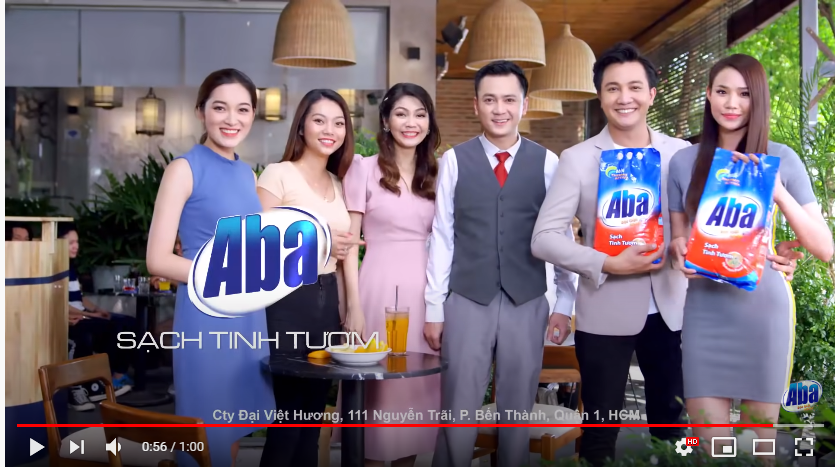 Aba
Aba
Sạch
Tinh Tươm
Aba
Sạch
Tinh Tươm
SẠCH TINH TƯƠM
Aba
Cty Đại Việt Hương, 111 Nguyễn Trãi, P. Bến Thành, Quận 1, HCM
0:56 / 1:00
HD